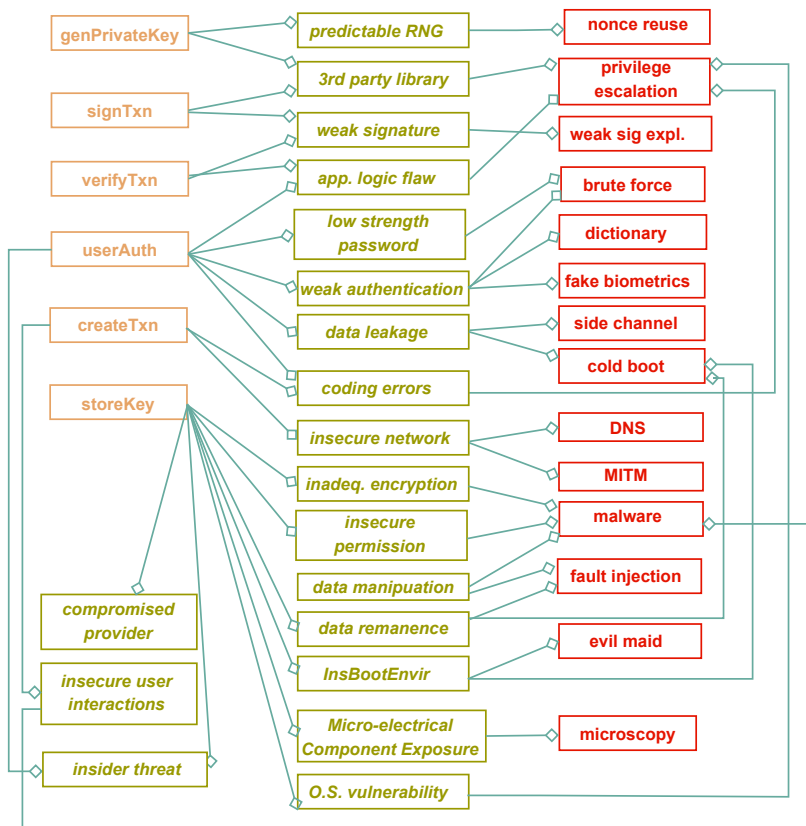 genPrivateKey
signTxn
verifyTxn
userAuth
createTxn
storeKey
compromised
provider
insecure user
interactions
insider threat
predictable RNG
3rd party library
weak signature
app. logic flaw
low strength
password
weak authentication
data leakage
coding errors
insecure network
inadeq. encryption
insecure
permission
data manipuation
data remanence
InsBootEnvir
Micro-electrical
Component Exposure
O.S. vulnerability
nonce reuse
privilege
escalation
weak sig expl.
brute force
dictionary
fake biometrics
side channel
cold boot
DNS
MITM
malware
fault injection
evil maid
microscopy